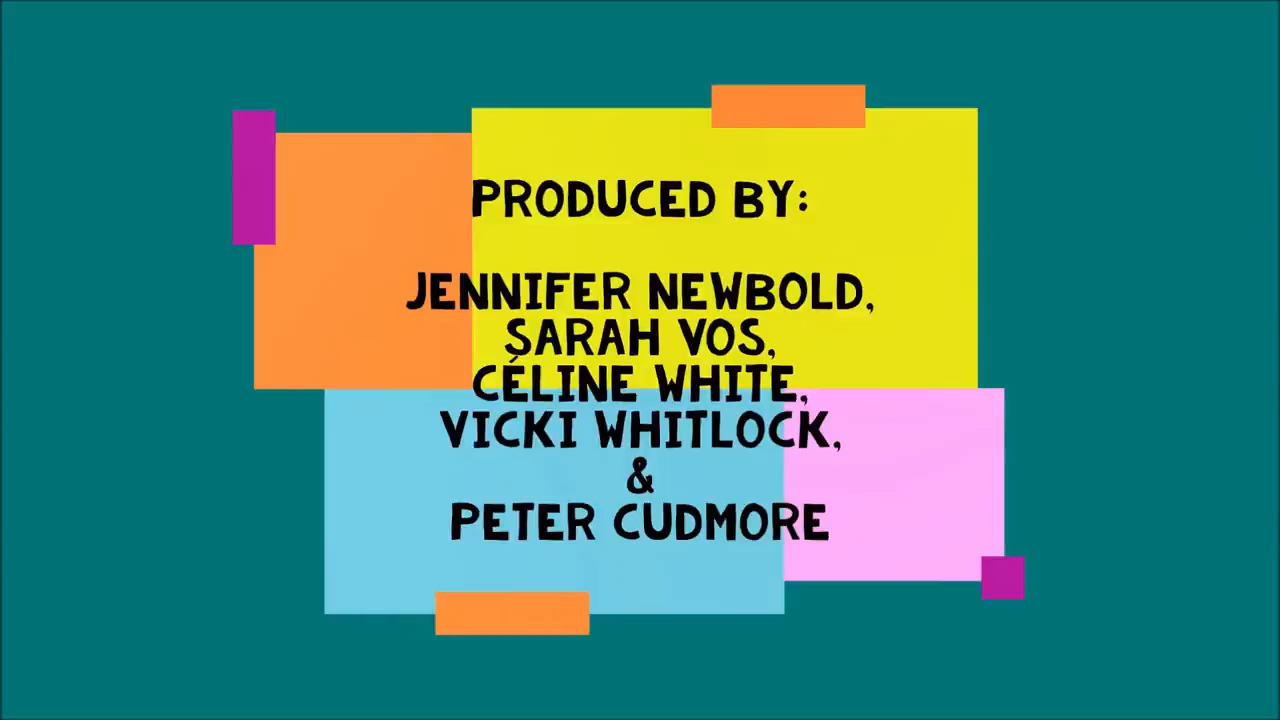 PRODUCED BY:
JENNIFER NEWBOLD,
SARAH VOS,
CÉLINE WHITE,
VICKI WHITLOCK,
&
PETER CUDMORE